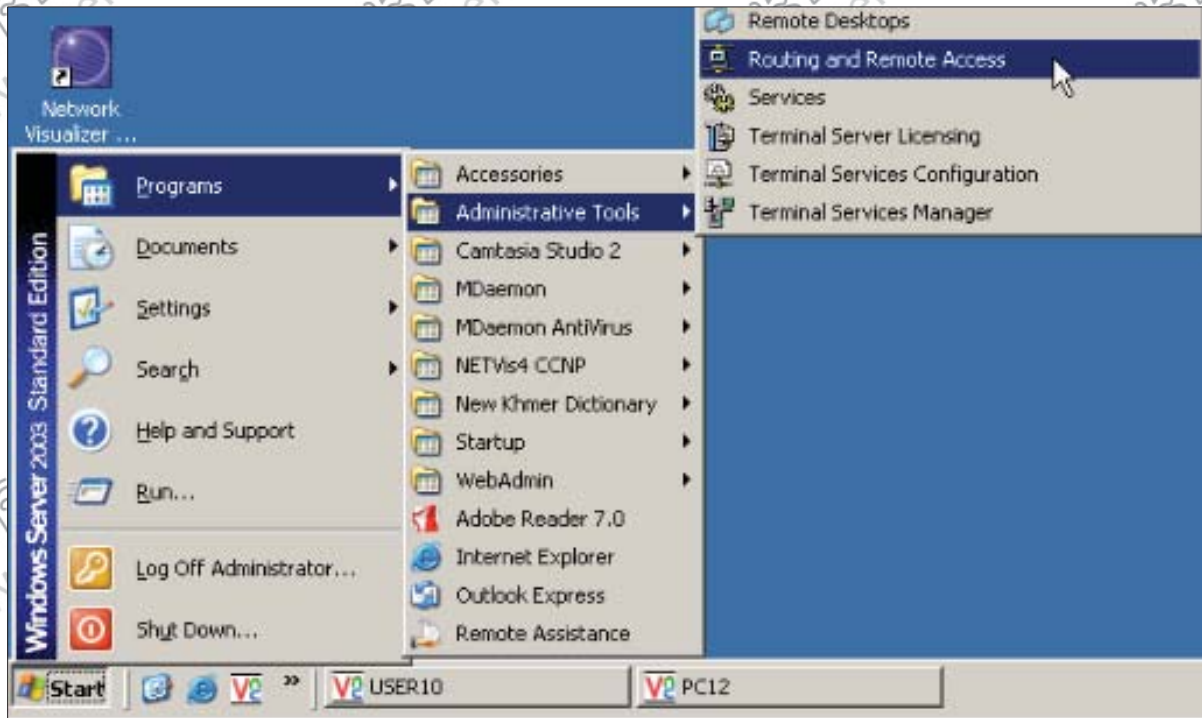 Network
Visualizer ...
Remote Desktops
Routing and Remote Access
Services
Terminal Server Licensing
Terminal Services Configuration
Terminal Services Manager
Accessories
Administrative Tools
Camtasia Studio 2
MDaemon
MDaemon AntiVirus
NETVis4 CCNP
New Khmer Dictionary
Startup
WebAdmin
Adobe Reader 7.0
Internet Explorer
Outlook Express
Remote Assistance
Programs
Documents
Settings
Search
Help and Support
Run...
Log Off Administrator...
Shut Down...
Windows Server 2003 Standard Edition
Start
USER10
PC12